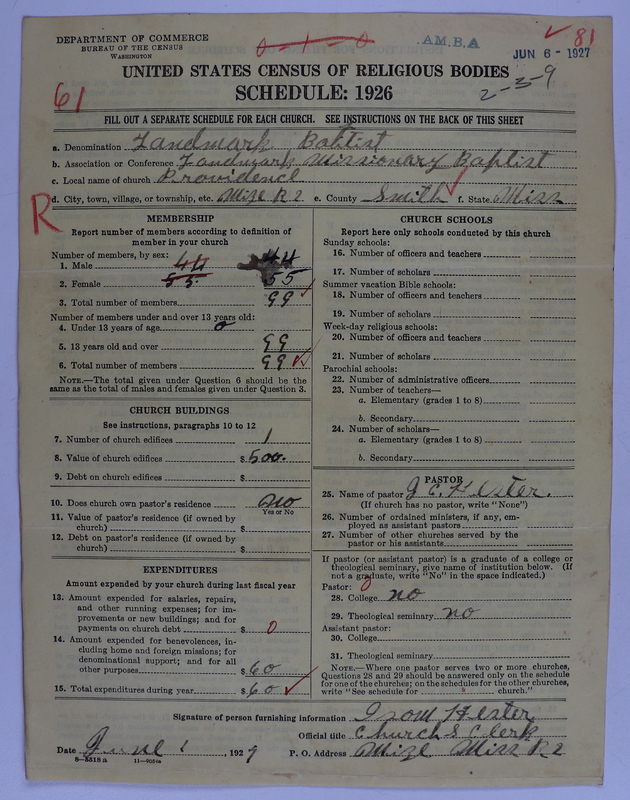 DEPARTMENT OF COMMERCE
BUREAU OF THE CENSUS
WASHINGTON
0-1-0
A.M.B.A
81
JUN 6 - 1927
UNITED STATES CENSUS OF RELIGIOUS BODIES
SCHEDULE: 1926
2-3-9
61
FILL OUT A SEPARATE SCHEDULE FOR EACH CHURCH. SEE INSTRUCTIONS ON THE BACK OF THIS SHEET
a. Denomination Landmark Babtist
b. Association or Conference Landmark Missionary Baptist
c. Local name of church Providence
d. City, town, village, or township, etc. Mize R 2 e. County Smith f. State Miss
R
MEMBERSHIP
Report number of members according to definition of member in your church
Number of members, by sex:
1. Male 44 44
2. Female 55 55
3. Total number of members 99
Number of members under and over 13 years old:
4. Under 13 years of age 0
5. 13 years old and over 99
6. Total number of members 99
NOTE.—The total given under Question 6 should be the same as the total of males and females given under Question 3.
CHURCH BUILDINGS
See instructions, paragraphs 10 to 12
7. Number of church edifices 1
8. Value of church edifices $ 500.
9. Debt on church edifices $
10. Does church own pastor's residence no
Yes or No
11. Value of pastor's residence (if owned by church) $
12. Debt on pastor's residence (if owned by church) $
EXPENDITURES
Amount expended by your church during last fiscal year
13. Amount expended for salaries, repairs, and other running expenses; for improvements or new buildings; and for payments on church debt $ 0
14. Amount expended for benevolences, including home and foreign missions; for denominational support; and for all other purposes $ 60
15. Total expenditures during year $ 60
CHURCH SCHOOLS
Report here only schools conducted by this church
Sunday schools:
16. Number of officers and teachers
17. Number of scholars
Summer vacation Bible schools:
18. Number of officers and teachers
19. Number of scholars
Week-day religious schools:
20. Number of officers and teachers
21. Number of scholars
Parochial schools:
22. Number of administrative officers
23. Number of teachers—
a. Elementary (grades 1 to 8)
b. Secondary
24. Number of scholars—
a. Elementary (grades 1 to 8)
b. Secondary
PASTOR
25. Name of pastor J C. Hester.
(If church has no pastor, write "None")
26. Number of ordained ministers, if any, employed as assistant pastors
27. Number of other churches served by the pastor or his assistants
If pastor (or assistant pastor) is a graduate of a college or theological seminary, give name of institution below. (If not a graduate, write "No" in the space indicated.)
Pastor: 0
28. College no
29. Theological seminary no
Assistant pastor:
30. College
31. Theological seminary
NOTE.—Where one pastor serves two or more churches, Questions 28 and 29 should be answered only on the schedule for one of the churches; on the schedules for the other churches, write "See schedule for church."
Signature of person furnishing information Hester
Official title Church S Clerk
Date June 1, 1927 P. O. Address Mize Miss R 2
8-5518 a 11-9054a